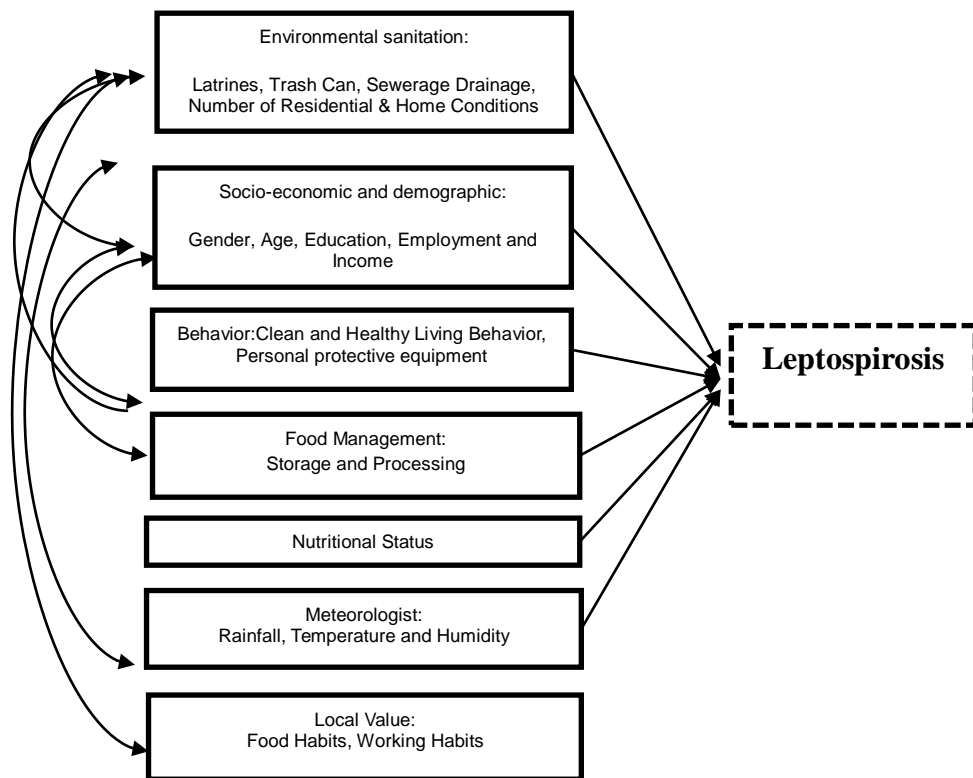 Environmental sanitation:
Latrines, Trash Can, Sewerage Drainage,
Number of Residential & Home Conditions
Socio-economic and demographic:
Gender, Age, Education, Employment and
Income
Behavior:Clean and Healthy Living Behavior,
Personal protective equipment
Leptospirosis
Food Management:
Storage and Processing
Nutritional Status
Meteorologist:
Rainfall, Temperature and Humidity
Local Value:
Food Habits, Working Habits